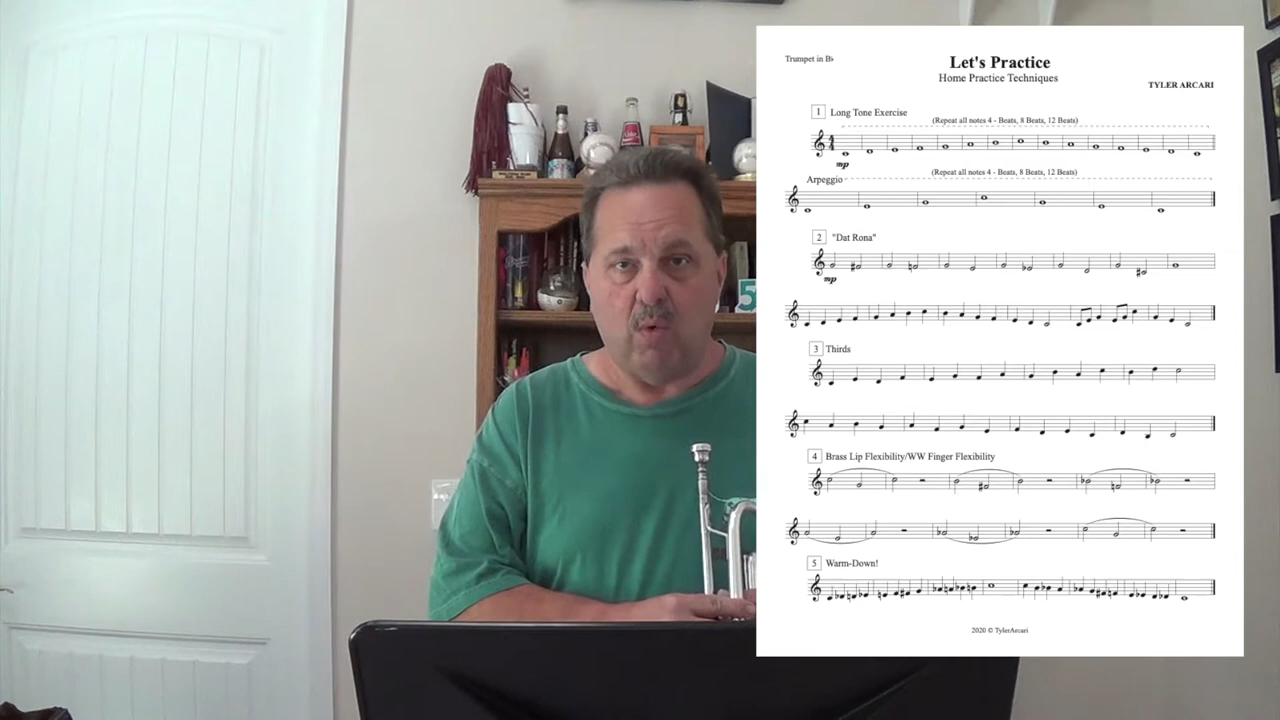 Trumpet in B♭
Let's Practice
Home Practice Techniques
TYLER ARCARI
1 Long Tone Exercise
(Repeat all notes 4 - Beats, 8 Beats, 12 Beats)
mp
Arpeggio
(Repeat all notes 4 - Beats, 8 Beats, 12 Beats)
2 "Dat Rona"
mp
3 Thirds
4 Brass Lip Flexibility/WW Finger Flexibility
5 Warm-Down!
2020 © TylerArcari
5